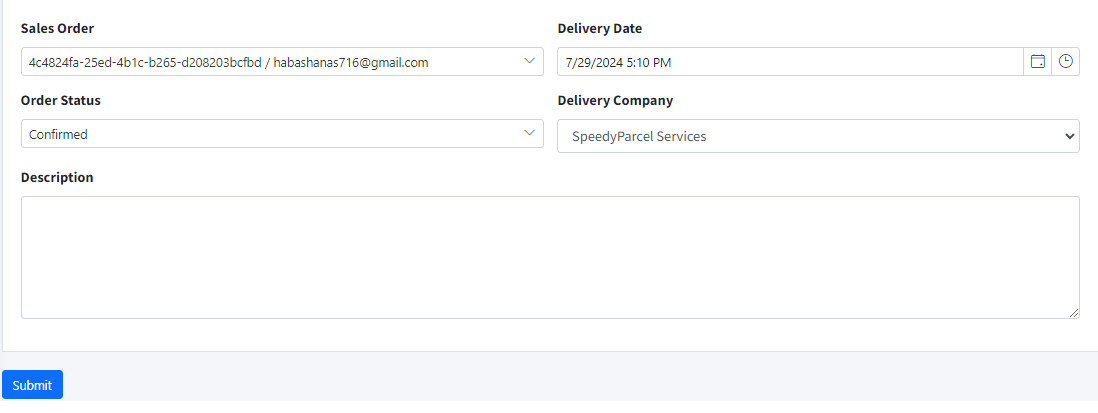 Sales Order
Delivery Date
4c4824fa-25ed-4b1c-b265-d208203bcfbd / habashanas716@gmail.com
7/29/2024 5:10 PM
Order Status
Delivery Company
Confirmed
SpeedyParcel Services
Description
Submit